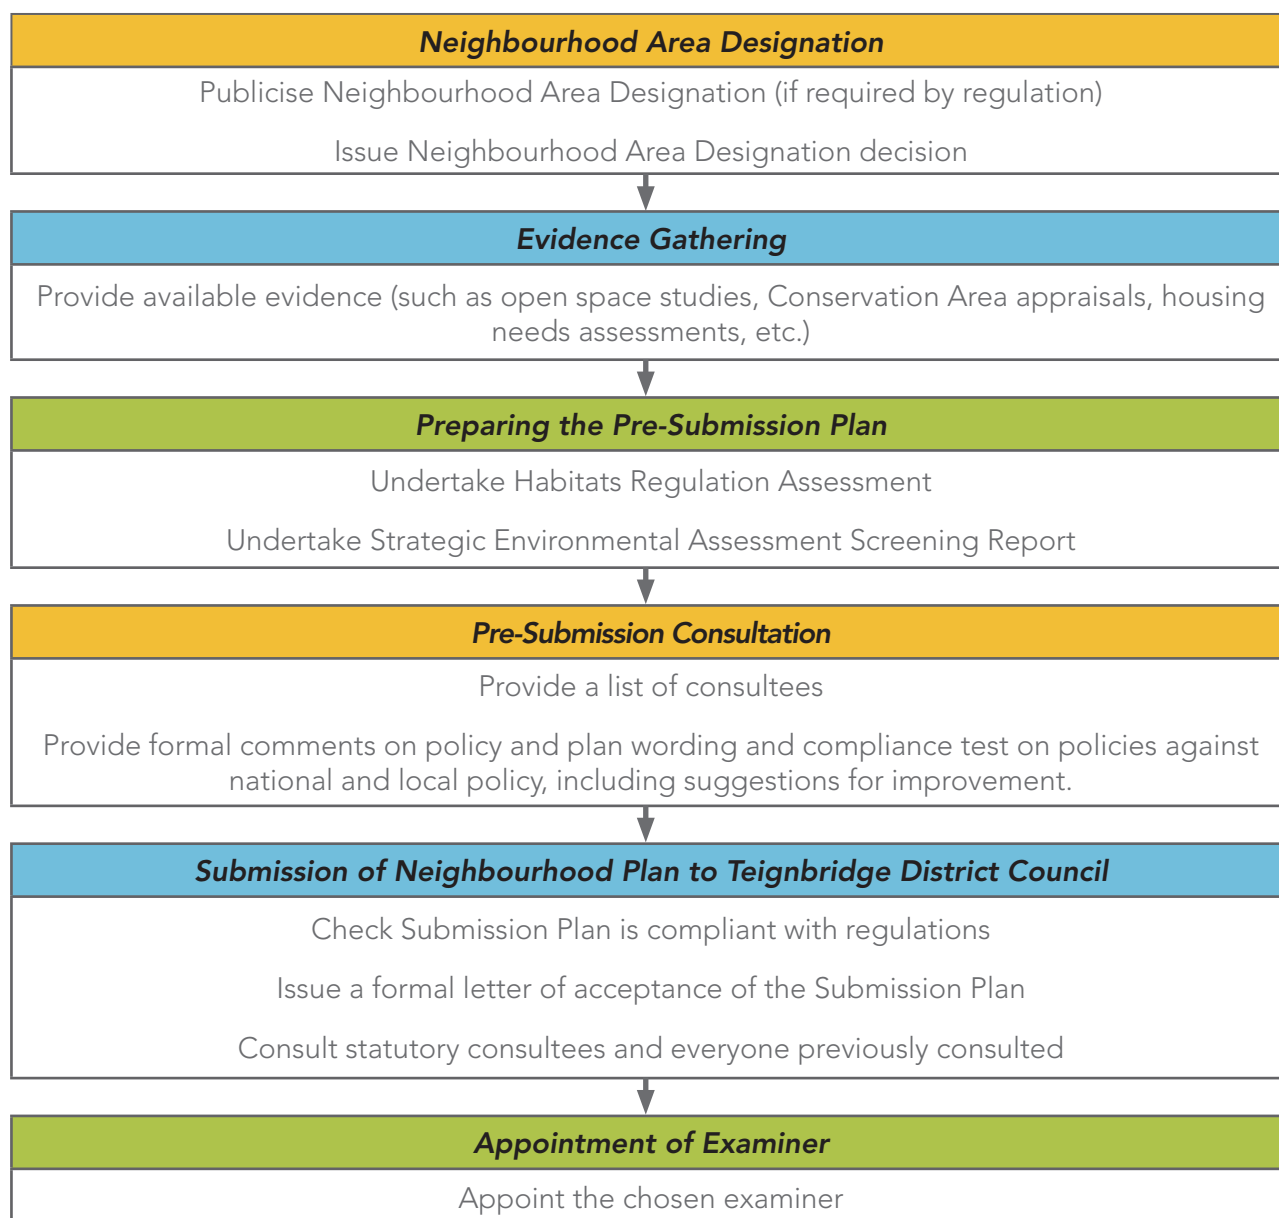 Neighbourhood Area Designation
Publicise Neighbourhood Area Designation (if required by regulation)
Issue Neighbourhood Area Designation decision
Evidence Gathering
Provide available evidence (such as open space studies, Conservation Area appraisals, housing
needs assessments, etc.)
Preparing the Pre-Submission Plan
Undertake Habitats Regulation Assessment
Undertake Strategic Environmental Assessment Screening Report
Pre-Submission Consultation
Provide a list of consultees
Provide formal comments on policy and plan wording and compliance test on policies against
national and local policy, including suggestions for improvement.
Submission of Neighbourhood Plan to Teignbridge District Council
Check Submission Plan is compliant with regulations
Issue a formal letter of acceptance of the Submission Plan
Consult statutory consultees and everyone previously consulted
Appointment of Examiner
Appoint the chosen examiner